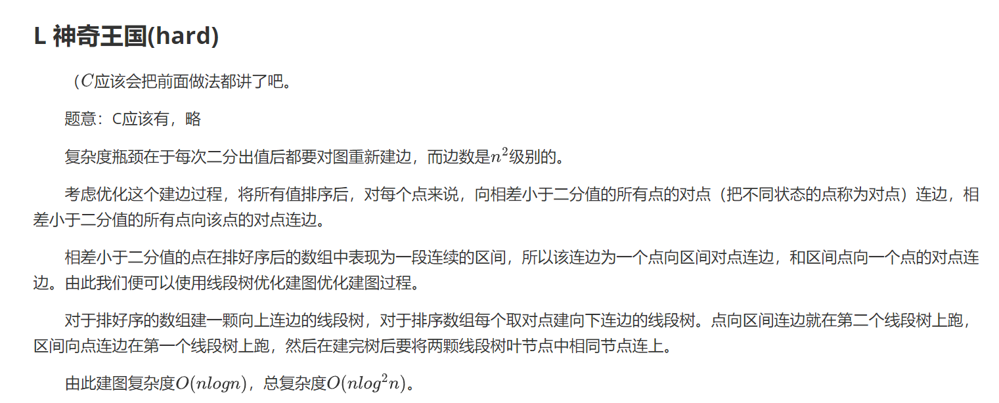 L 神奇王国(hard)
（C应该会把前面做法都讲了吧。
题意：C应该有，略
复杂度瓶颈在于每次二分出值后都要对图重新建边，而边数是n²级别的。
考虑优化这个建边过程，将所有值排序后，对每个点来说，向相差小于二分值的所有点的对点（把不同状态的点称为对点）连边，相
差小于二分值的所有点向该点的对点连边。
相差小于二分值的点在排好序后的数组中表现为一段连续的区间，所以该连边为一个点向区间对点连边，和区间点向一个点的对点连
边。由此我们便可以使用线段树优化建图优化建图过程。
对于排好序的数组建一颗向上连边的线段树，对于排序数组每个取对点建向下连边的线段树。点向区间连边就在第二个线段树上跑，
区间向点连边在第一个线段树上跑，然后在建完树后要将两颗线段树叶节点中相同节点连上。
由此建图复杂度O(nlogn)，总复杂度O(nlog²n)。